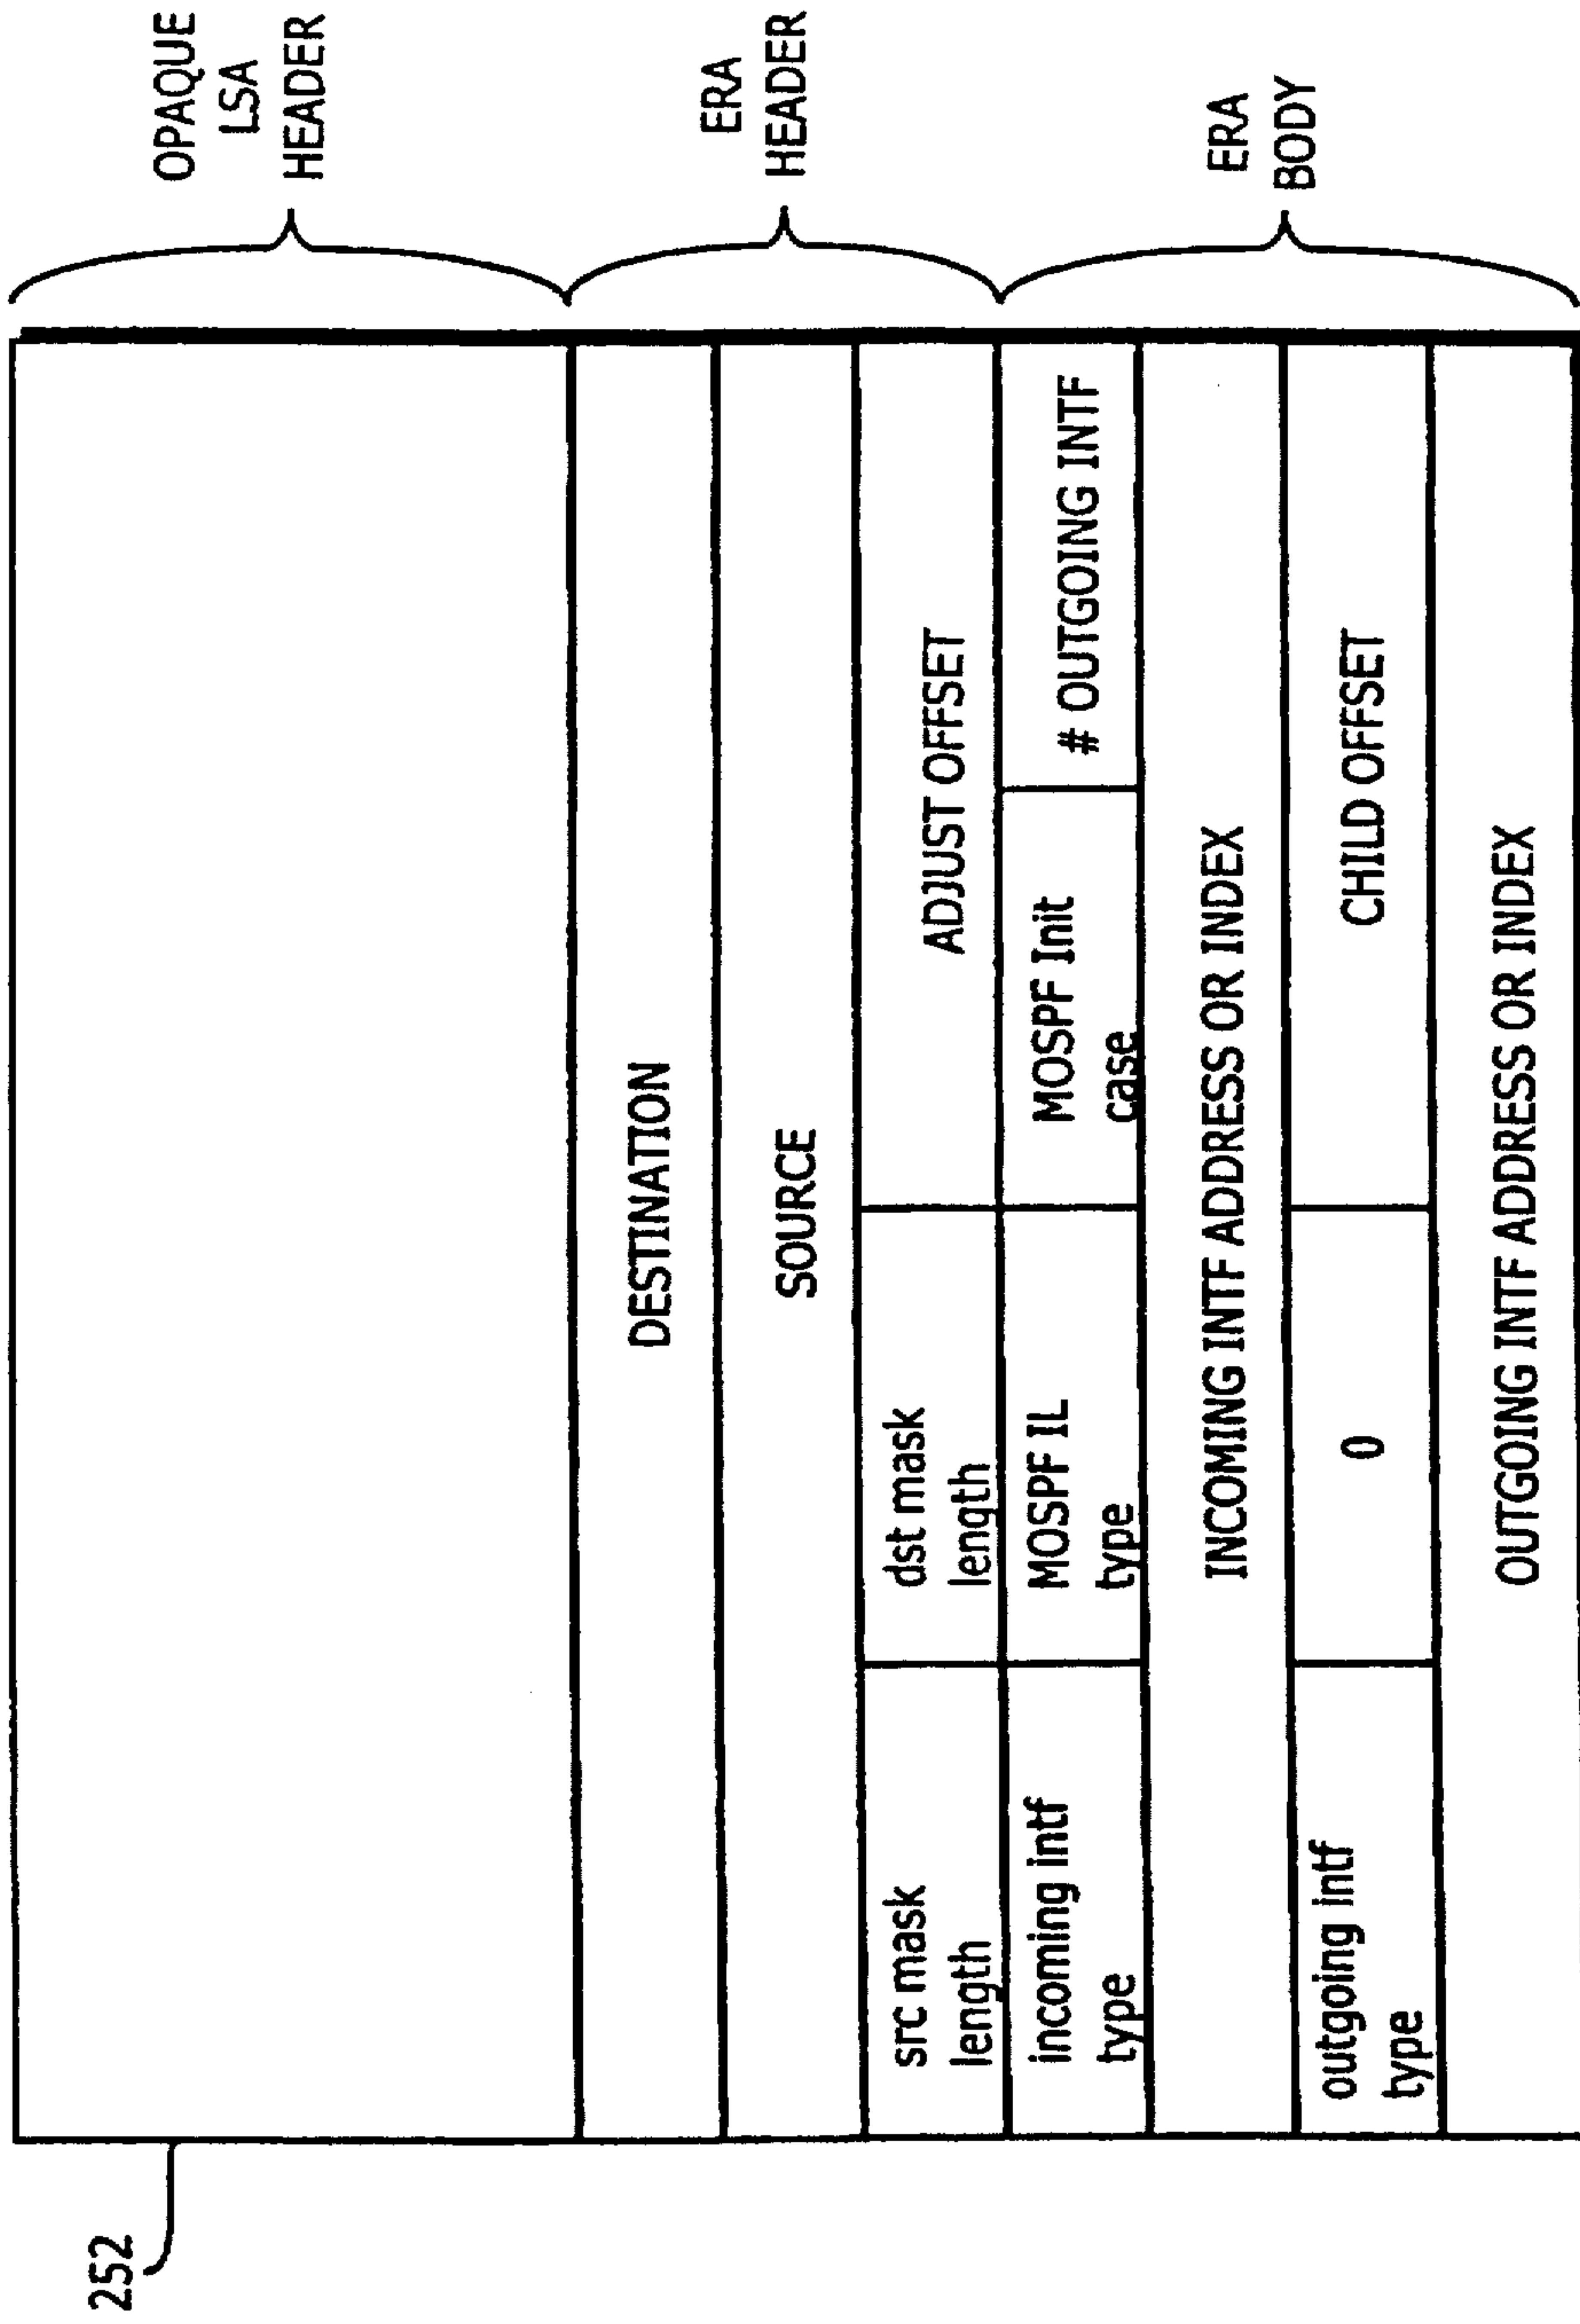 252
OPAQUE
LSA
HEADER
DESTINATION
SOURCE
ERA
HEADER
src mask
length
dst mask
length
ADJUST OFFSET
incoming intf
type
MOSPF IL
type
MOSPF Init
case
# OUTGOING INTF
INCOMING INTF ADDRESS OR INDEX
ERA
BODY
outgoing intf
type
0
CHILD OFFSET
OUTGOING INTF ADDRESS OR INDEX